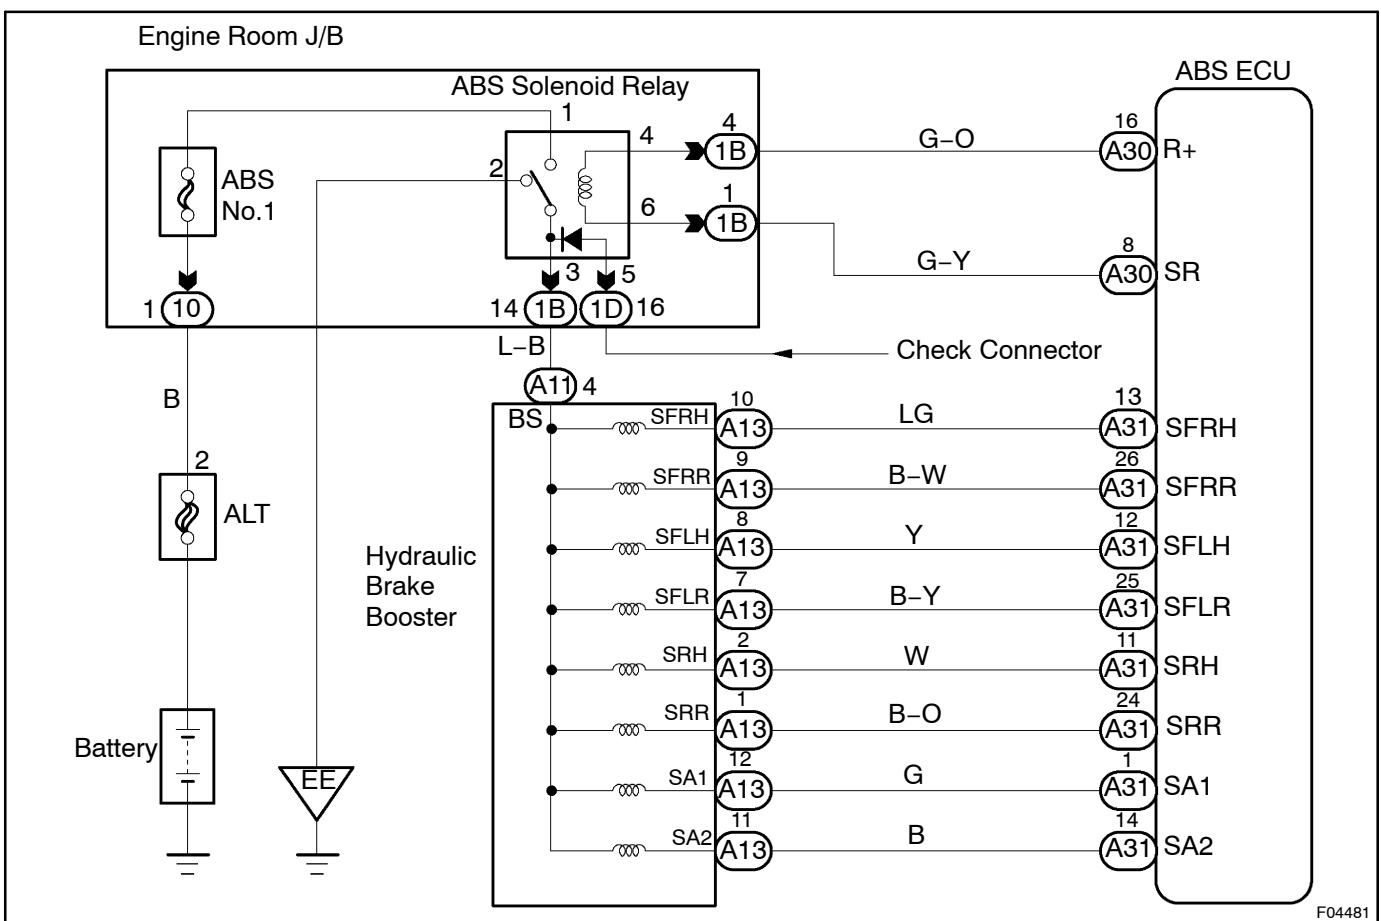 Engine Room J/B
ABS ECU
ABS Solenoid Relay
1
4
4
1B
G–O
16
A30
R+
2
ABS
No.1
6
1
1B
G–Y
8
A30
SR
3
5
1
10
14
1B
1D
16
L–B
Check Connector
B
A11
4
BS
SFRH
10
A13
LG
13
A31
SFRH
SFRR
9
A13
B–W
26
A31
SFRR
2
ALT
SFLH
8
A13
Y
12
A31
SFLH
Hydraulic
Brake
Booster
SFLR
7
A13
B–Y
25
A31
SFLR
SRH
2
A13
W
11
A31
SRH
SRR
1
A13
B–O
24
A31
SRR
Battery
EE
SA1
12
A13
G
1
A31
SA1
SA2
11
A13
B
14
A31
SA2
F04481